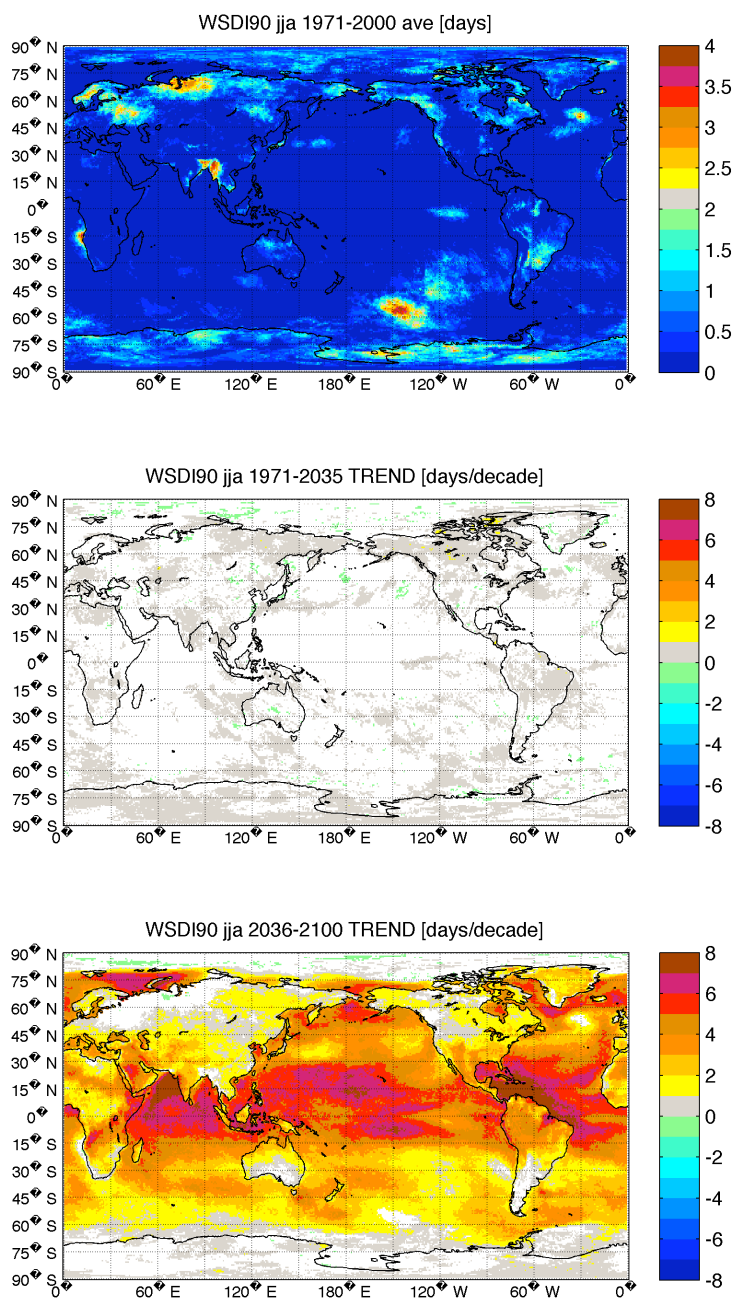 WSDI90 jja 1971-2000 ave [days]
90� N
75� N
60� N
45� N
30� N
15� N
0�
15� S
30� S
45� S
60� S
75� S
90� S
0� 60� E 120� E 180� E 120� W 60� W 0�
4
3.5
3
2.5
2
1.5
1
0.5
0
WSDI90 jja 1971-2035 TREND [days/decade]
90� N
75� N
60� N
45� N
30� N
15� N
0�
15� S
30� S
45� S
60� S
75� S
90� S
0� 60� E 120� E 180� E 120� W 60� W 0�
8
6
4
2
0
-2
-4
-6
-8
WSDI90 jja 2036-2100 TREND [days/decade]
90� N
75� N
60� N
45� N
30� N
15� N
0�
15� S
30� S
45� S
60� S
75� S
90� S
0� 60� E 120� E 180� E 120� W 60� W 0�
8
6
4
2
0
-2
-4
-6
-8